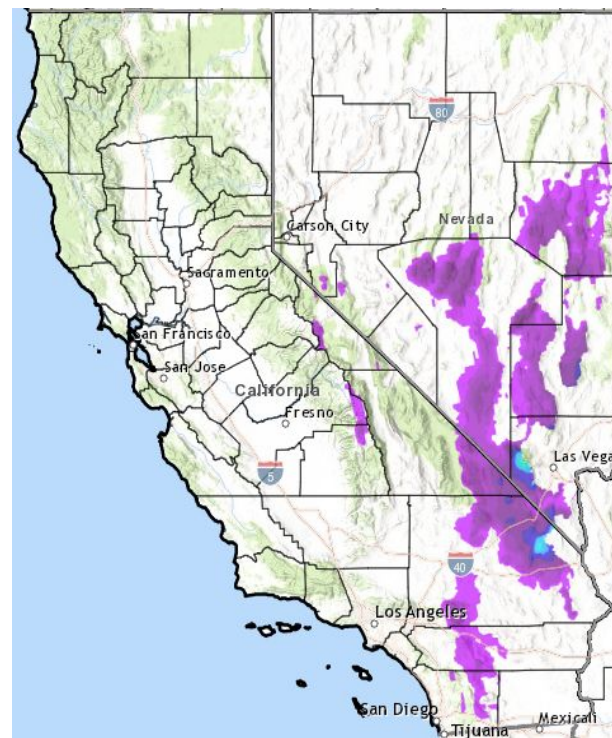 80
Carson City
Nevada
Sacramento
San Francisco
San Jose
California
Fresno
5
Las Vega
40
Los Angeles
San Diego
Mexicali
Tijuana